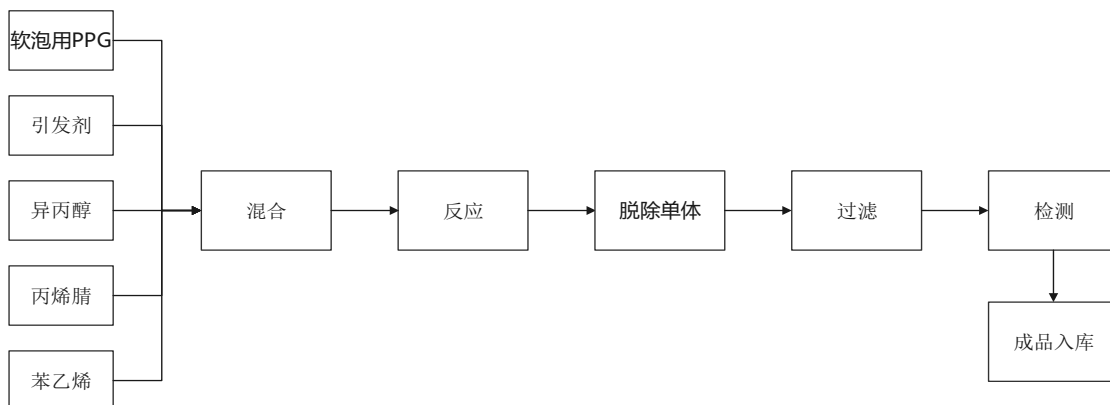 软泡用PPG
引发剂
异丙醇
丙烯腈
苯乙烯
混合
反应
脱除单体
过滤
检测
成品入库